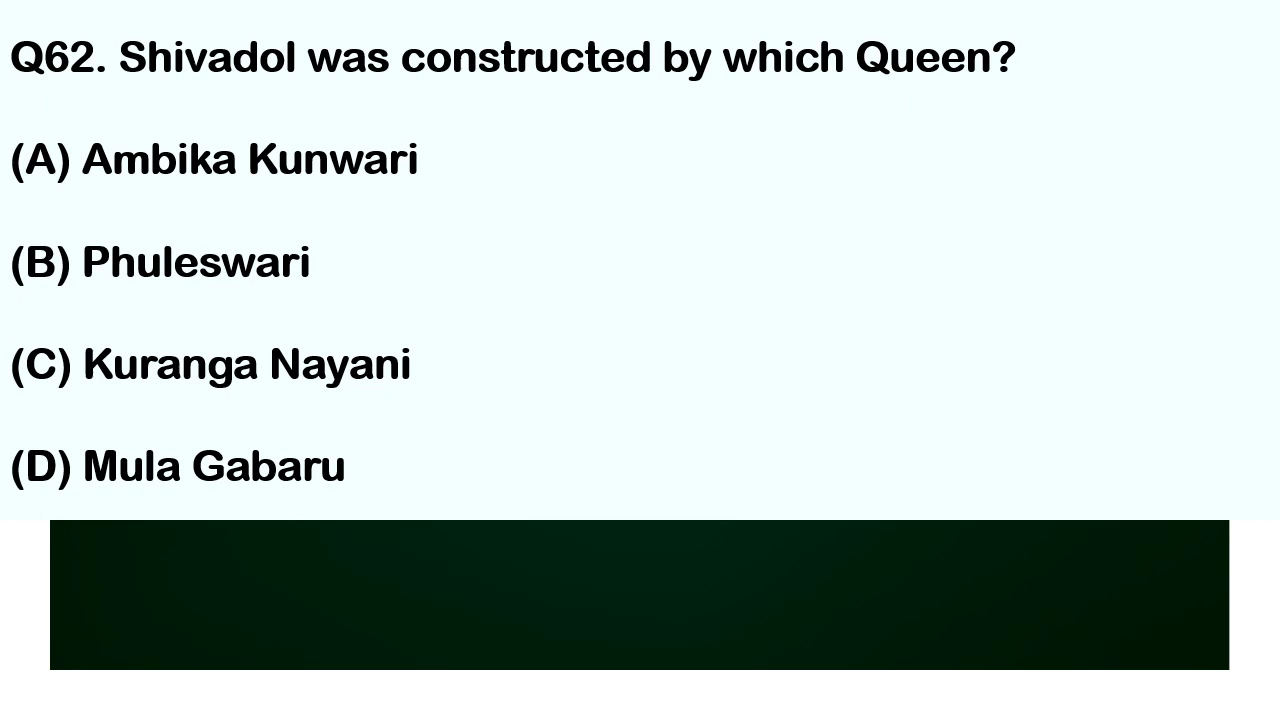 Q62. Shivadol was constructed by which Queen?
(A) Ambika Kunwari
(B) Phuleswari
(C) Kuranga Nayani
(D) Mula Gabaru